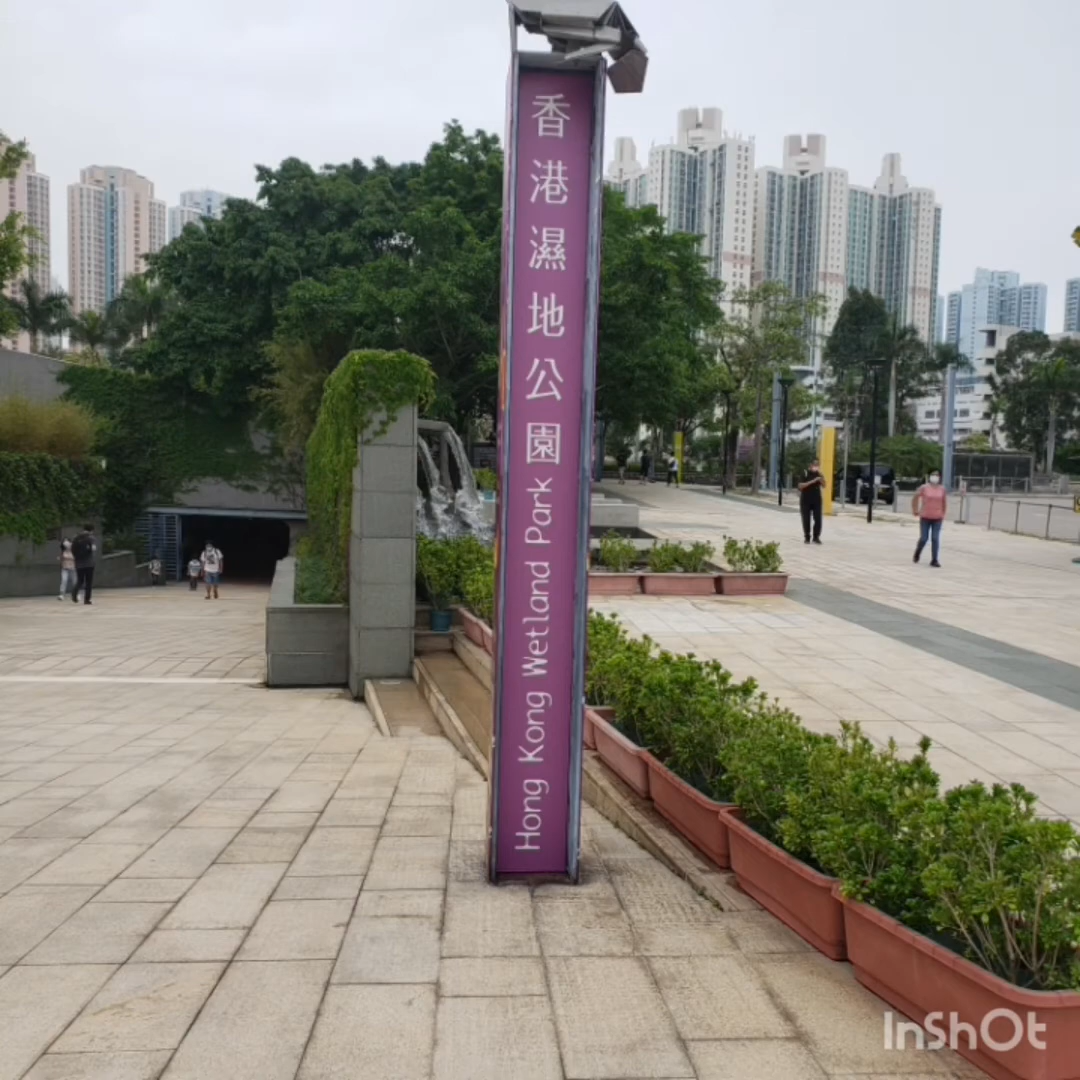 香港濕地公園
Hong Kong Wetland Park
InShOt